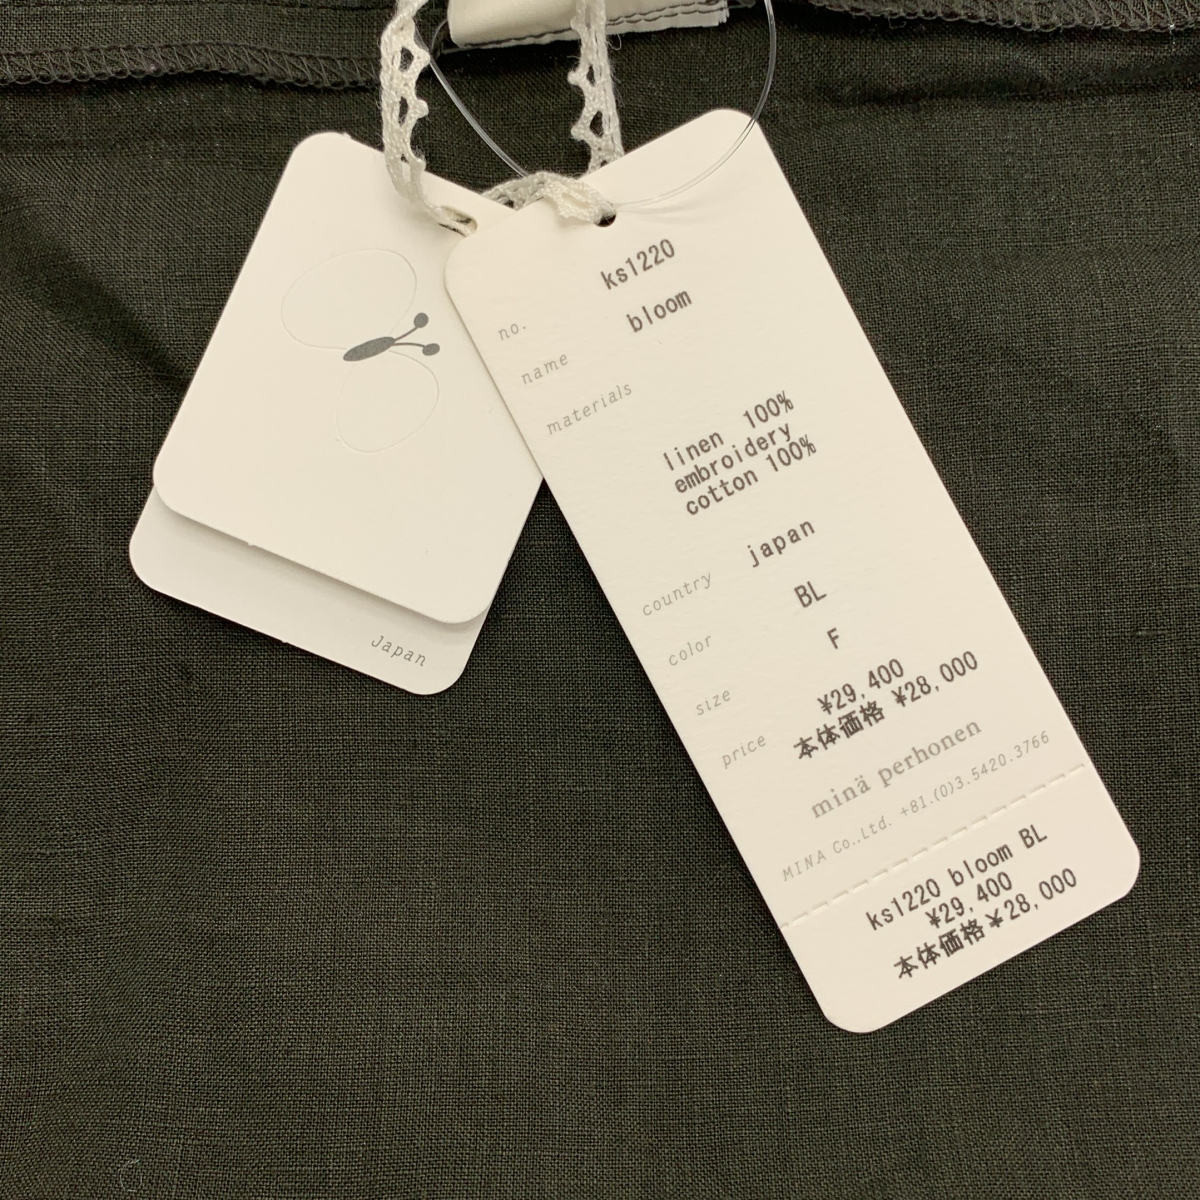 no. ks1220
name bloom
materials
linen 100%
embroidery
cotton 100%
country japan
color BL
size F
price ¥29,400
本体価格 ¥28,000
minä perhonen
MINA Co.,Ltd. +81.(0)3.5420.3766
ks1220 bloom BL
¥29,400
本体価格 ¥28,000
Japan